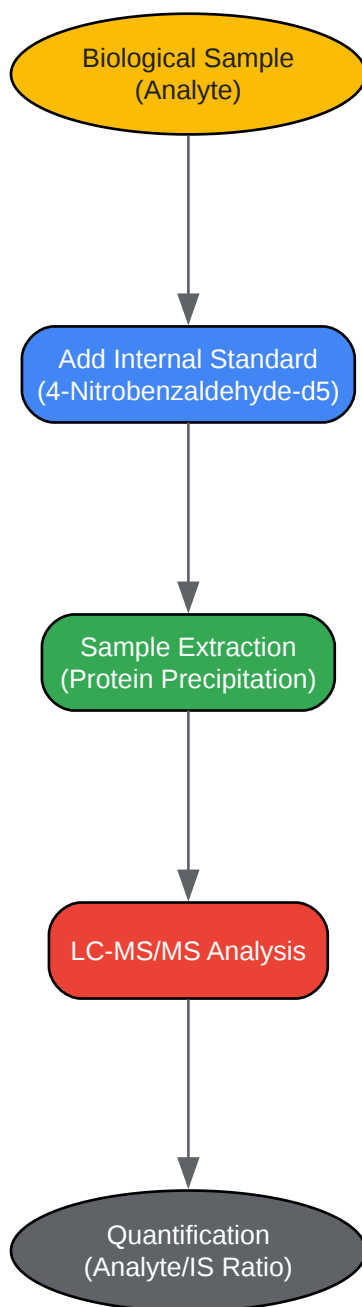 Biological Sample
(Analyte)
Add Internal Standard
(4-Nitrobenzaldehyde-d5)
Sample Extraction
(Protein Precipitation)
LC-MS/MS Analysis
Quantification
(Analyte/IS Ratio)